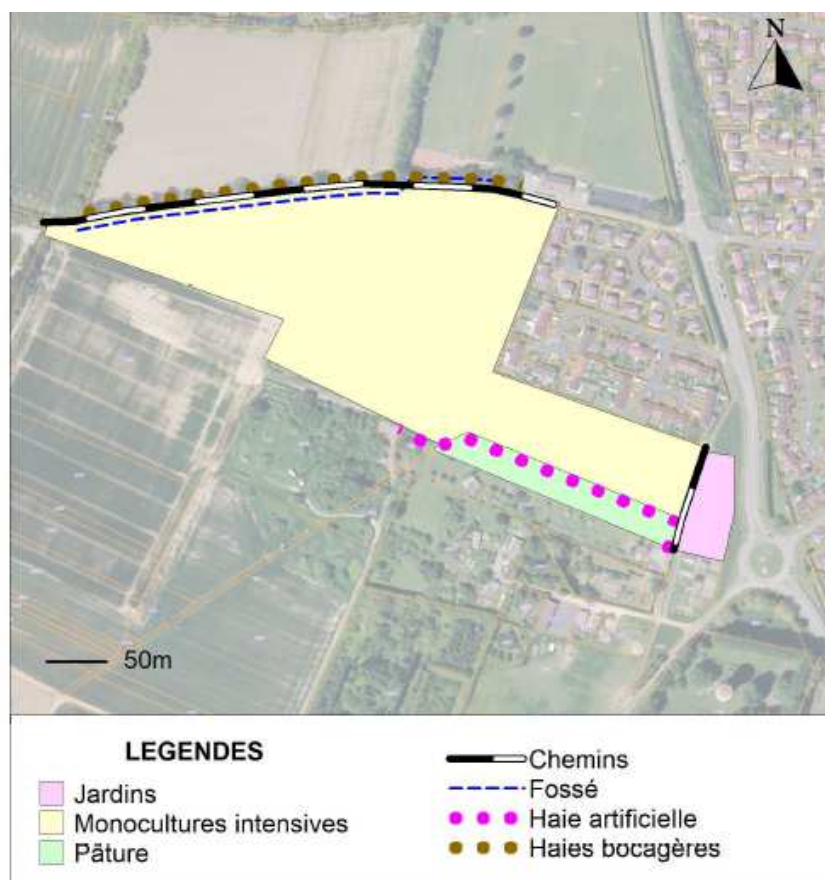 N
50m
LEGENDES
Jardins
Monocultures intensives
Pâture
Chemins
Fossé
Haie artificielle
Haies bocagères